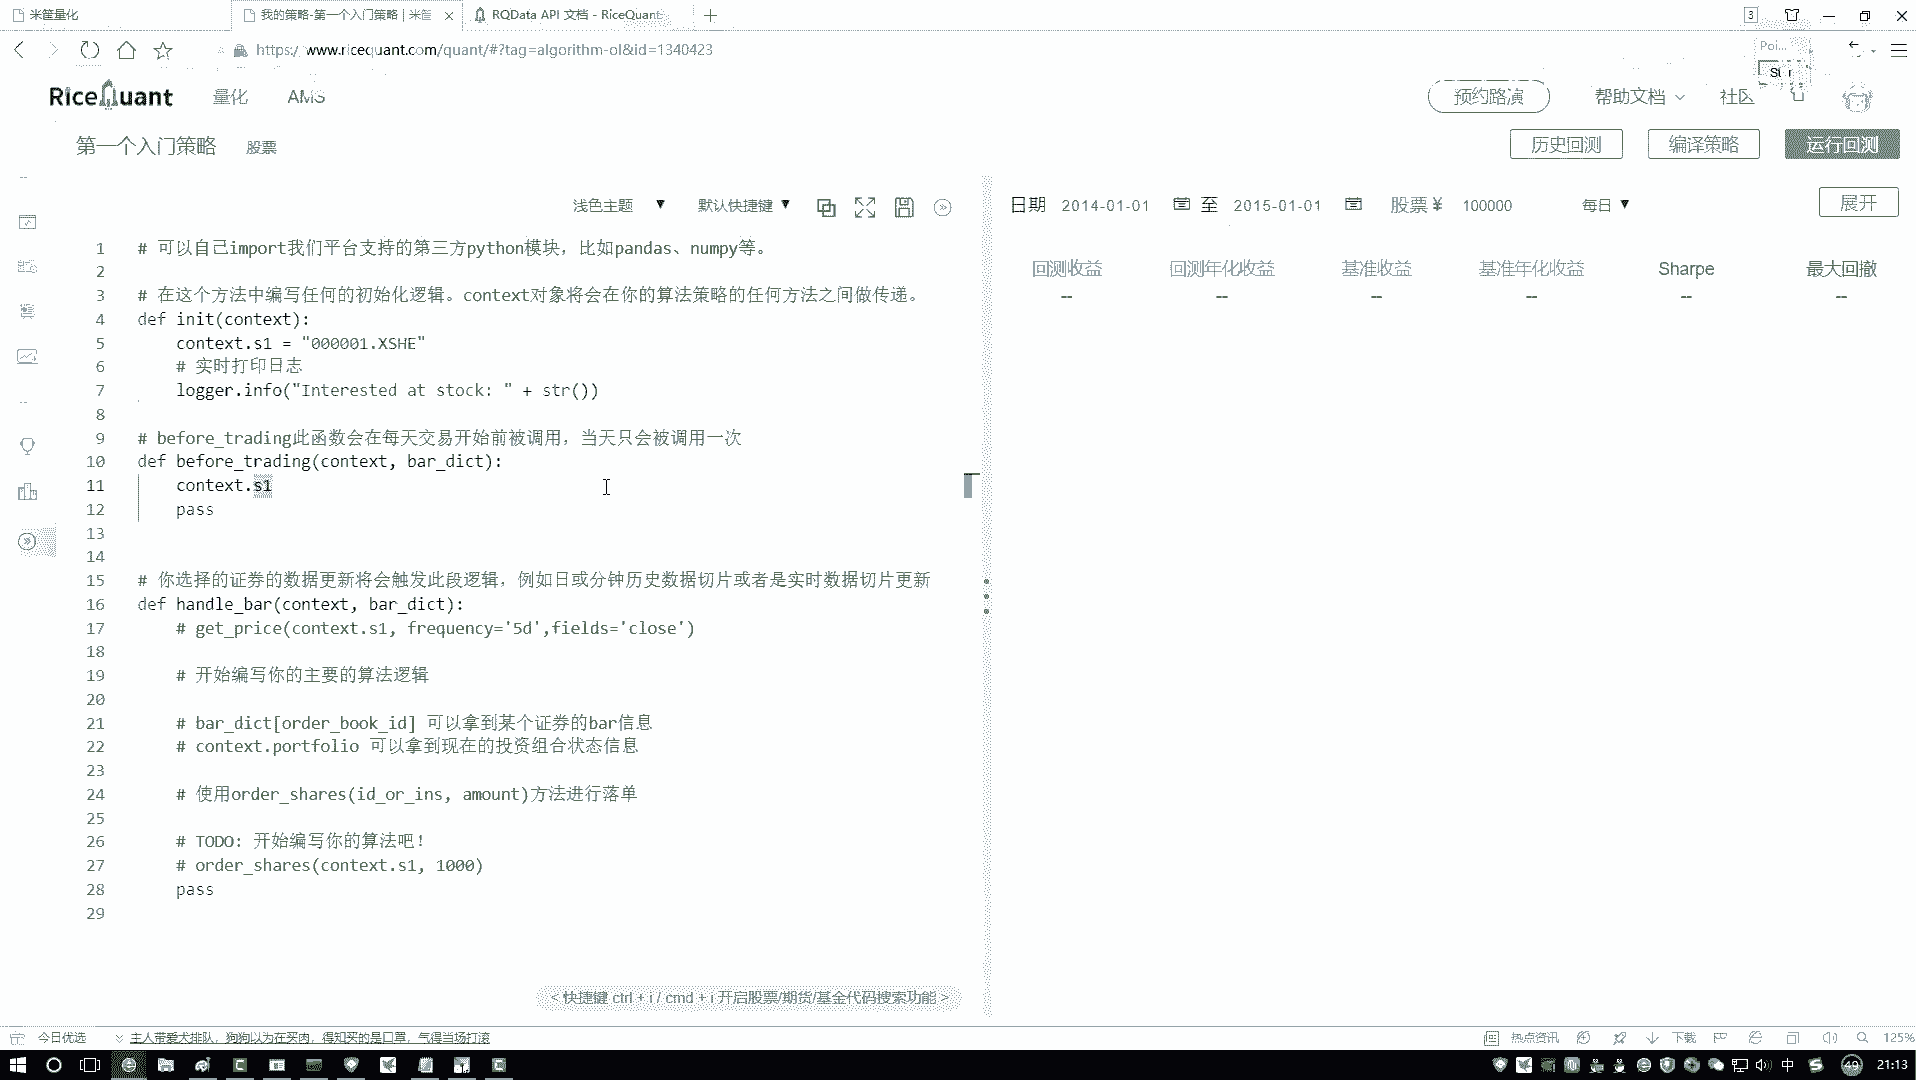 米筐量化
我的策略-第一个入门策略 | 米筐
RQData API 文档 - RiceQuant
3
https://www.ricequant.com/quant/#?tag=algorithm-ol&id=1340423
Poi...
RiceQuant
量化
AMS
预约路演
帮助文档
社区
第一个入门策略
股票
历史回测
编译策略
运行回测
浅色主题 ▼
默认快捷键 ▼
日期 2014-01-01 至 2015-01-01 股票 ¥ 100000 每日 ▼
展开
回测收益 回测年化收益 基准收益 基准年化收益 Sharpe 最大回撤
-- -- -- -- -- --
1 # 可以自己import我们平台支持的第三方python模块，比如pandas、numpy等。
2
3 # 在这个方法中编写任何的初始化逻辑。context对象将会在你的算法策略的任何方法之间做传递。
4 def init(context):
5 context.s1 = "000001.XSHE"
6 # 实时打印日志
7 logger.info("Interested at stock: " + str())
8
9 # before_trading此函数会在每天交易开始前被调用，当天只会被调用一次
10 def before_trading(context, bar_dict):
11 context.s1
12 pass
13
14
15 # 你选择的证券的数据更新将会触发此段逻辑，例如日或分钟历史数据切片或者是实时数据切片更新
16 def handle_bar(context, bar_dict):
17 # get_price(context.s1, frequency='5d',fields='close')
18
19 # 开始编写你的主要的算法逻辑
20
21 # bar_dict[order_book_id] 可以拿到某个证券的bar信息
22 # context.portfolio 可以拿到现在的投资组合状态信息
23
24 # 使用order_shares(id_or_ins, amount)方法进行落单
25
26 # TODO: 开始编写你的算法吧！
27 # order_shares(context.s1, 1000)
28 pass
29
< 快捷键 ctrl + i / cmd + i 开启股票/期货/基金代码搜索功能 >
今日优选
主人带爱犬排队，狗狗以为在买肉，得知买的是口罩，气得当场打滚
热点资讯
下载
125%
中
49
21:13